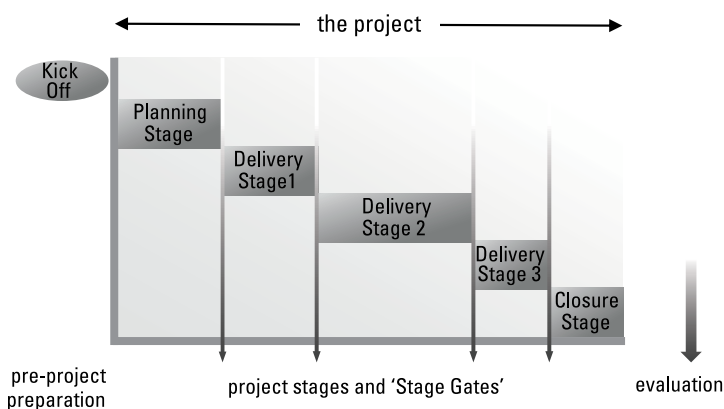 the project
Kick
Off
Planning
Stage
Delivery
Stage1
Delivery
Stage 2
Delivery
Stage 3
Closure
Stage
pre-project
preparation
project stages and ‘Stage Gates’
evaluation